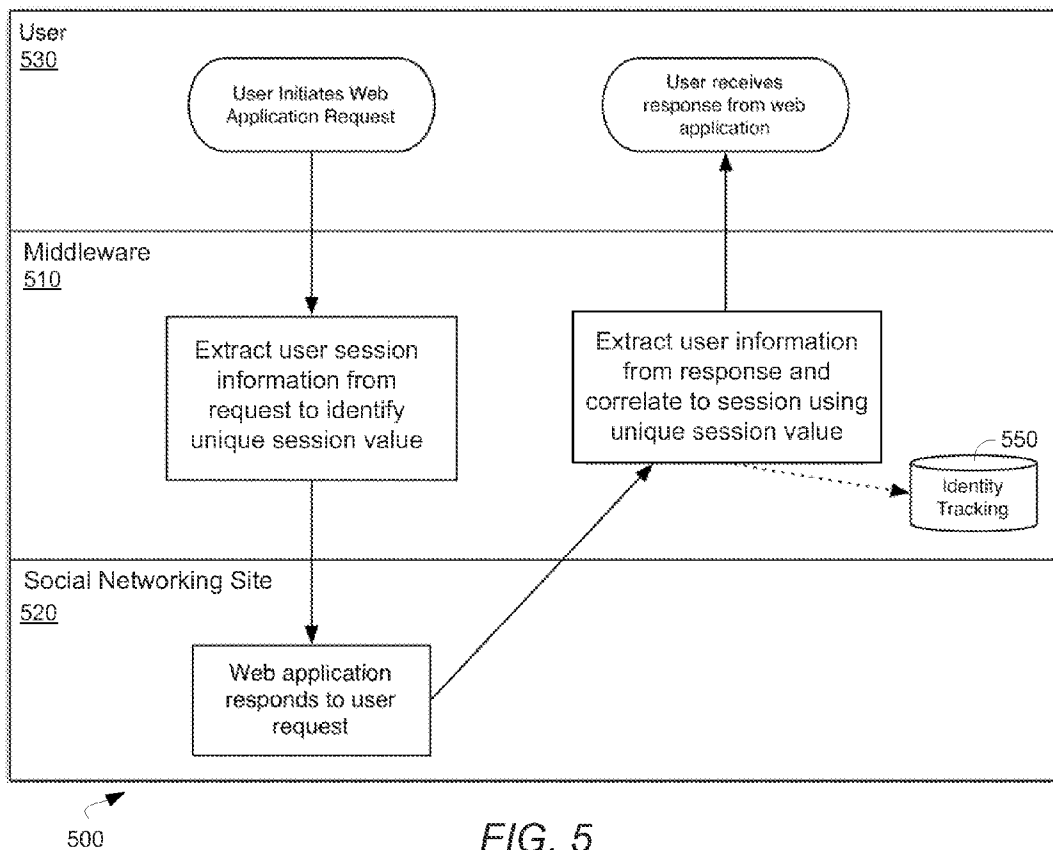 User
530
User Initiates Web
Application Request
User receives
response from web
application
Middleware
510
Extract user session
information from
request to identify
unique session value
Extract user information
from response and
correlate to session using
unique session value
550
Identity
Tracking
Social Networking Site
520
Web application
responds to user
request
500
FIG. 5